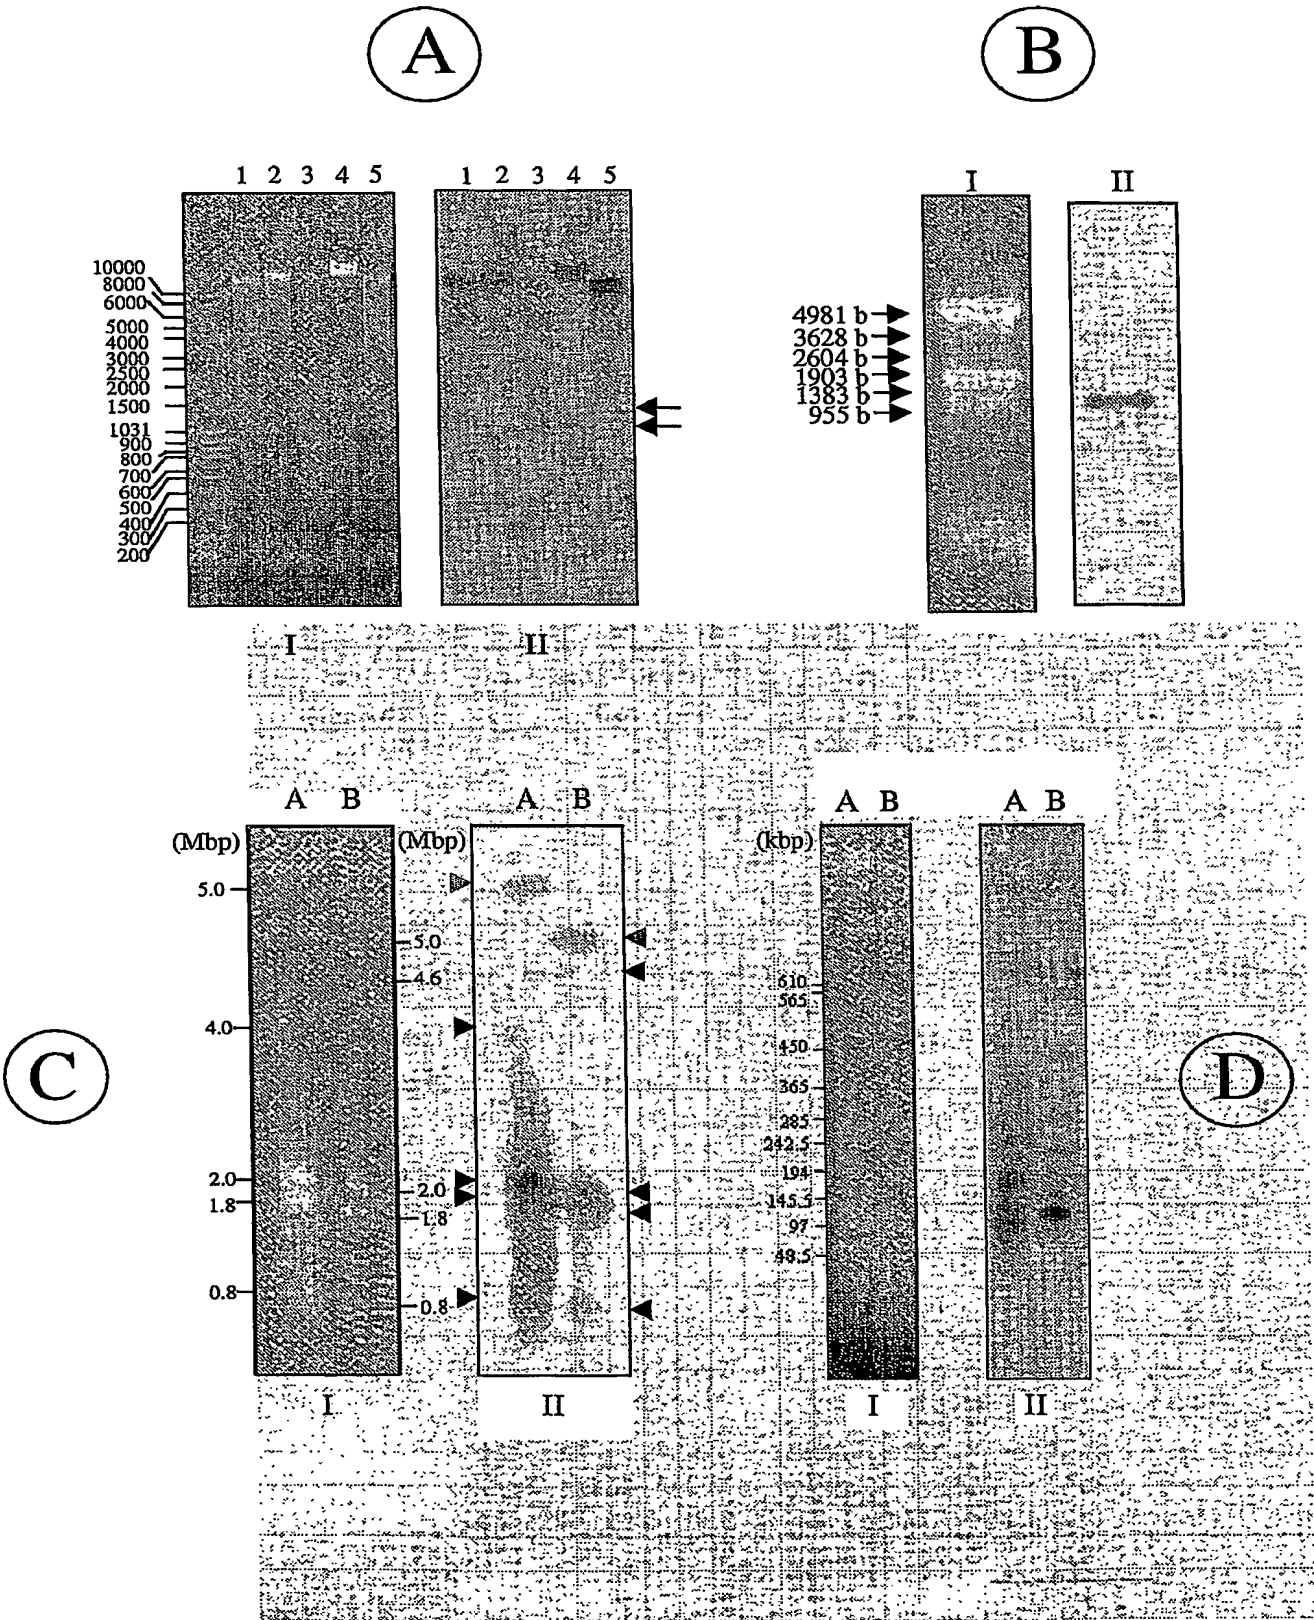 A
B
1 2 3 4 5
1 2 3 4 5
I
II
10000
8000
6000
5000
4000
3000
2500
2000
1500
1031
900
800
700
600
500
400
300
200
4981 b
3628 b
2604 b
1903 b
1383 b
955 b
I
II
A B
A B
A B
A B
(Mbp)
5.0
4.0
2.0
1.8
0.8
(Mbp)
5.0
4.6
2.0
1.8
0.8
(kbp)
610
565
450
365
285
242.5
194
145.5
97
48.5
C
D
I
II
I
II